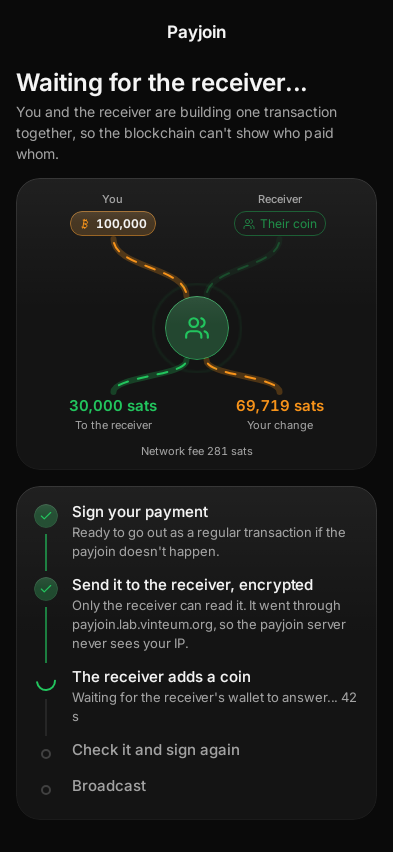 Payjoin
Waiting for the receiver...
You and the receiver are building one transaction
together, so the blockchain can't show who paid
whom.
You
Receiver
₿ 100,000
Their coin
30,000 sats
69,719 sats
To the receiver
Your change
Network fee 281 sats
Sign your payment
Ready to go out as a regular transaction if the
payjoin doesn't happen.
Send it to the receiver, encrypted
Only the receiver can read it. It went through
payjoin.lab.vinteum.org, so the payjoin server
never sees your IP.
The receiver adds a coin
Waiting for the receiver's wallet to answer... 42
s
Check it and sign again
Broadcast